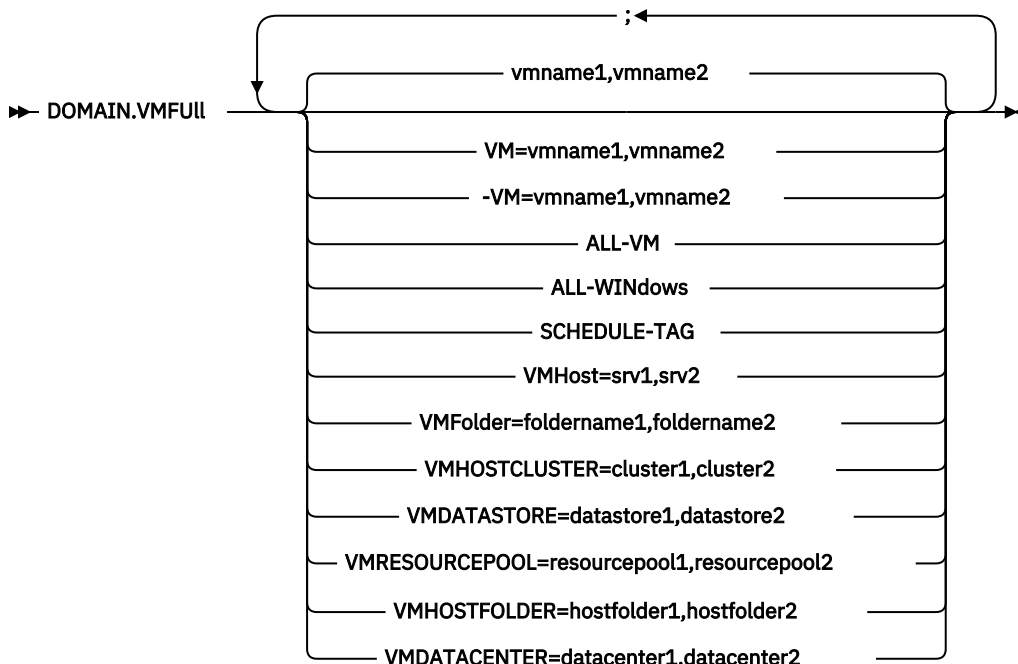 ;
vmname1,vmname2
DOMAIN.VMFUll
VM=vmname1,vmname2
-VM=vmname1,vmname2
ALL-VM
ALL-WINdows
SCHEDULE-TAG
VMHost=srv1,srv2
VMFolder=foldername1,foldername2
VMHOSTCLUSTER=cluster1,cluster2
VMDATASTORE=datastore1,datastore2
VMRESOURCEPOOL=resourcepool1,resourcepool2
VMHOSTFOLDER=hostfolder1,hostfolder2
VMDATACENTER=datacenter1,datacenter2